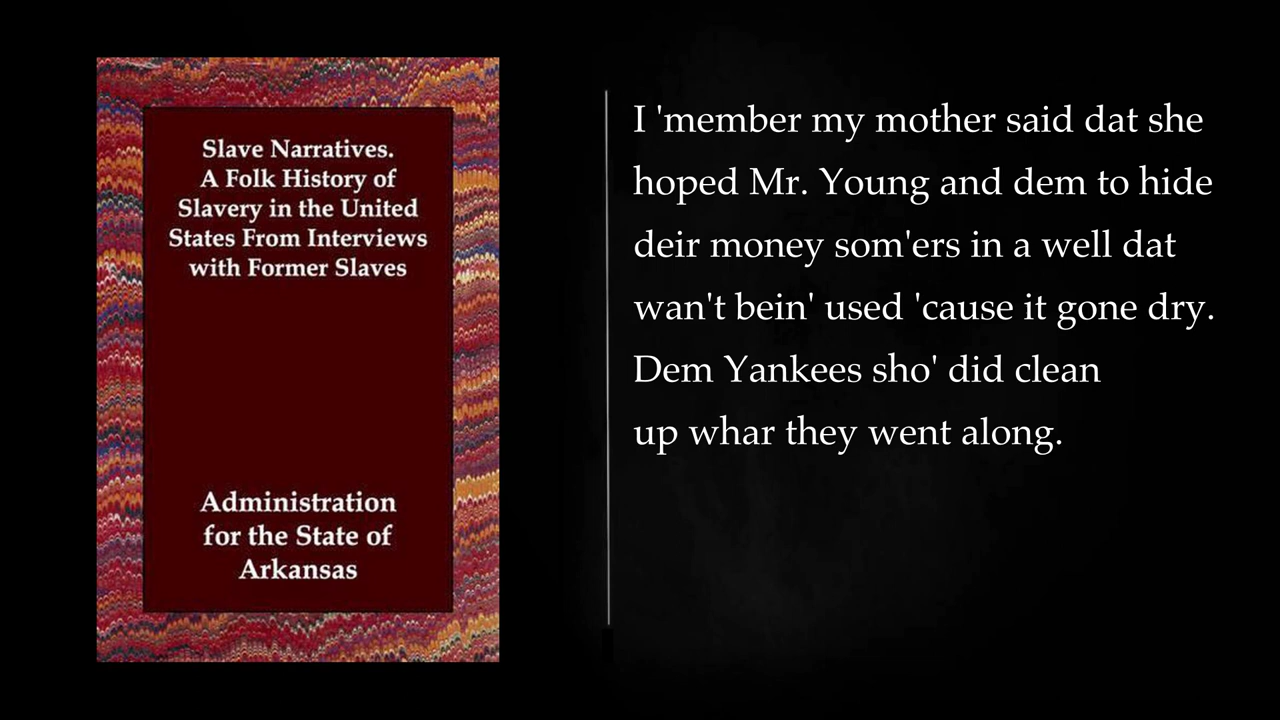 Slave Narratives.
A Folk History of
Slavery in the United
States From Interviews
with Former Slaves
Administration
for the State of
Arkansas
I 'member my mother said dat she
hoped Mr. Young and dem to hide
deir money som'ers in a well dat
wan't bein' used 'cause it gone dry.
Dem Yankees sho' did clean
up whar they went along.